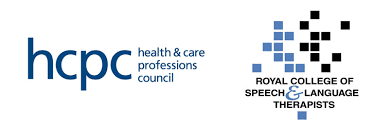 hcpc
health & care
professions
council
ROYAL COLLEGE OF
SPEECH & LANGUAGE
THERAPISTS